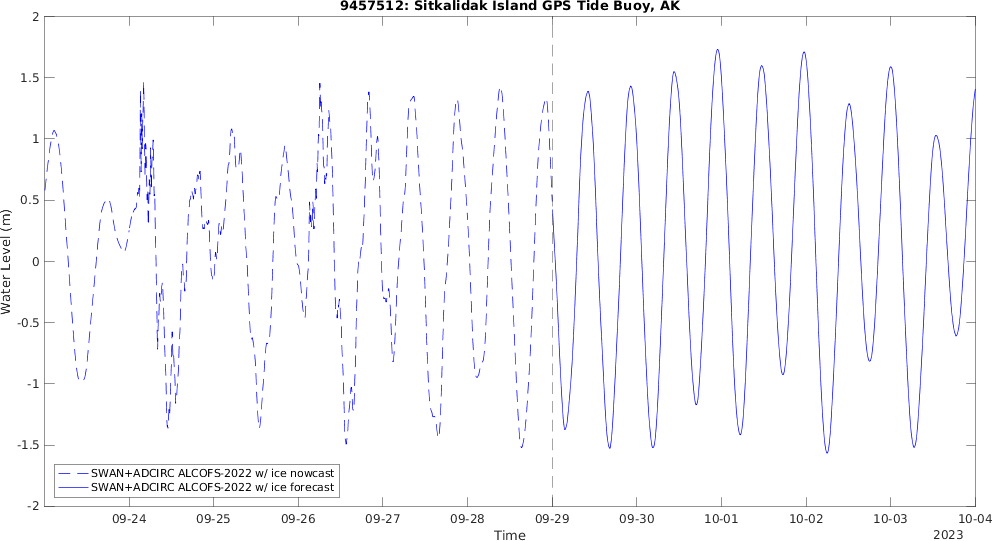 9457512: Sitkalidak Island GPS Tide Buoy, AK
2
1.5
1
0.5
0
-0.5
-1
-1.5
-2
Water Level (m)
SWAN+ADCIRC ALCOFS-2022 w/ ice nowcast
SWAN+ADCIRC ALCOFS-2022 w/ ice forecast
09-24 09-25 09-26 09-27 09-28 09-29 09-30 10-01 10-02 10-03 10-04
Time
2023